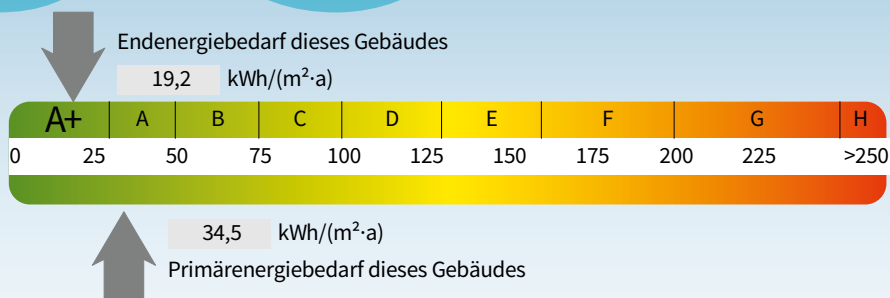 Endenergiebedarf dieses Gebäudes
19,2 kWh/(m²·a)
A+ A B C D E F G H
0 25 50 75 100 125 150 175 200 225 >250
34,5 kWh/(m²·a)
Primärenergiebedarf dieses Gebäudes